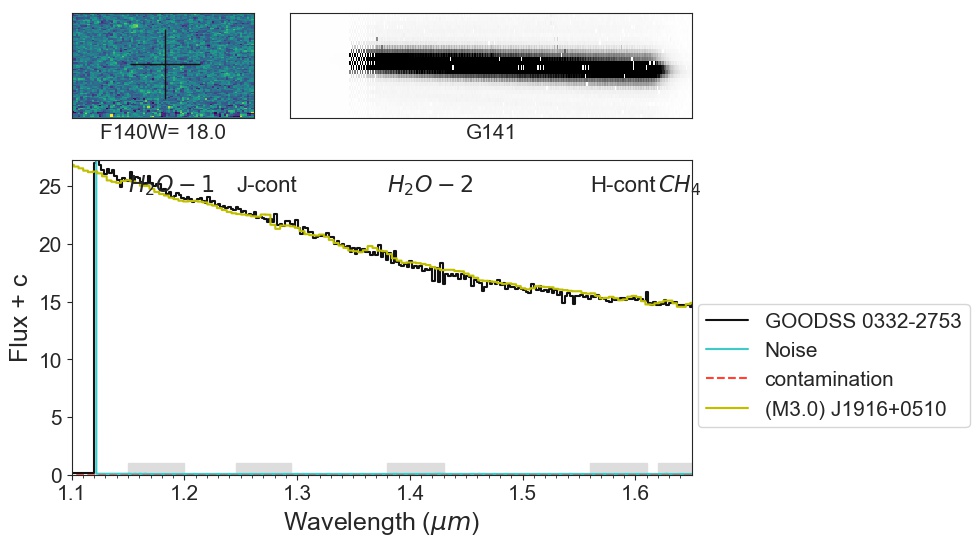 F140W= 18.0
G141
H₂O − 1
J-cont
H₂O − 2
H-cont
CH₄
25
20
15
10
5
0
Flux + c
1.1
1.2
1.3
1.4
1.5
1.6
Wavelength (μm)
GOODSS 0332-2753
Noise
contamination
(M3.0) J1916+0510